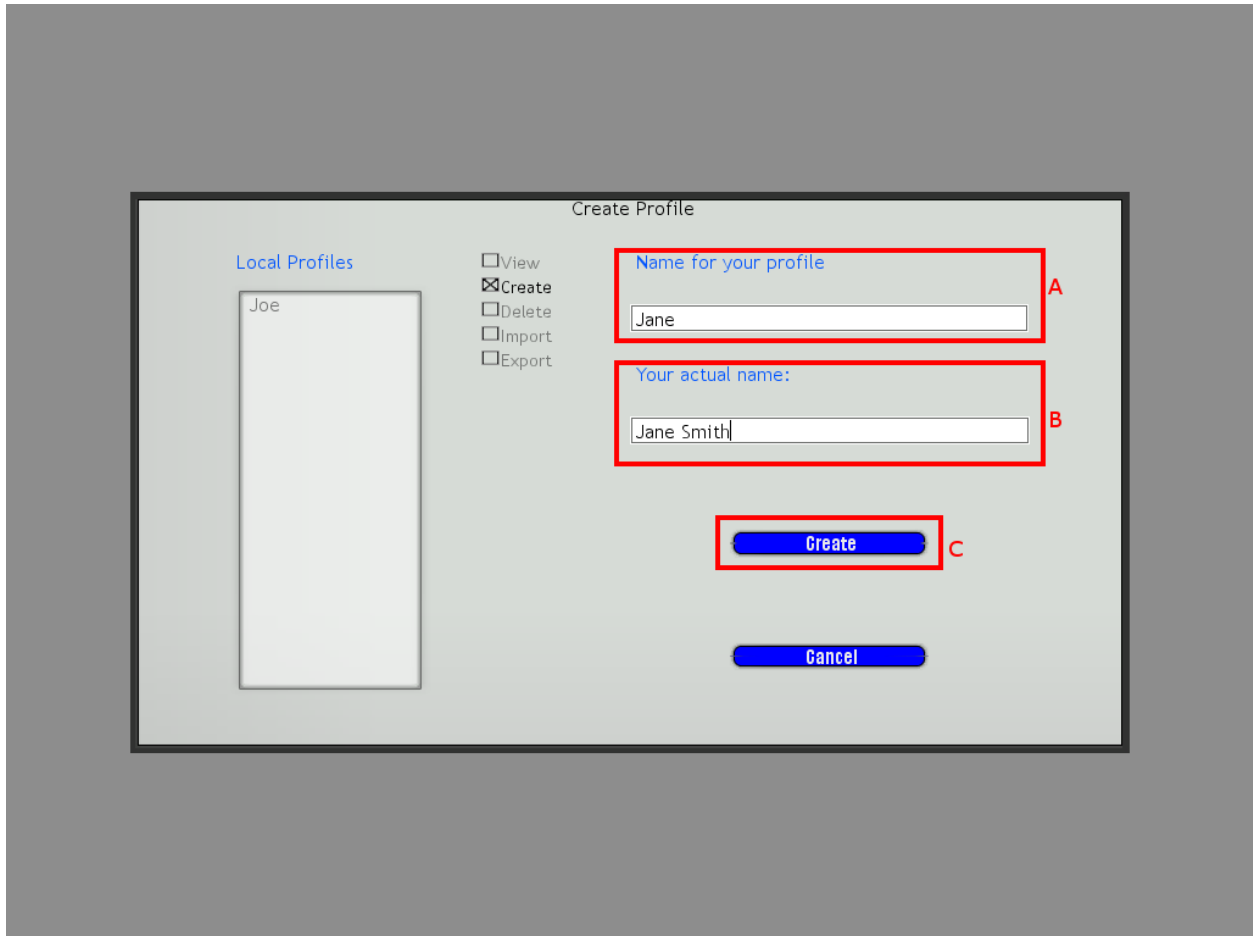 Create Profile
Local Profiles
Joe
View
Create
Delete
Import
Export
Name for your profile
Jane
A
Your actual name:
Jane Smith
B
Create
C
Cancel